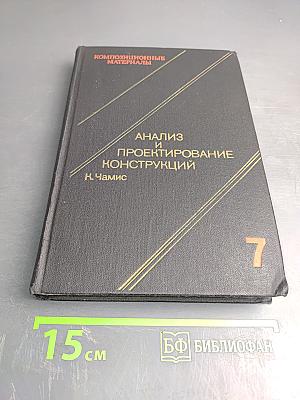 КОМПОЗИЦИОННЫЕ
МАТЕРИАЛЫ
АНАЛИЗ
И
ПРОЕКТИРОВАНИЕ
КОНСТРУКЦИЙ
К. Чамис
7
15 см
БФ БИБЛИОФАН